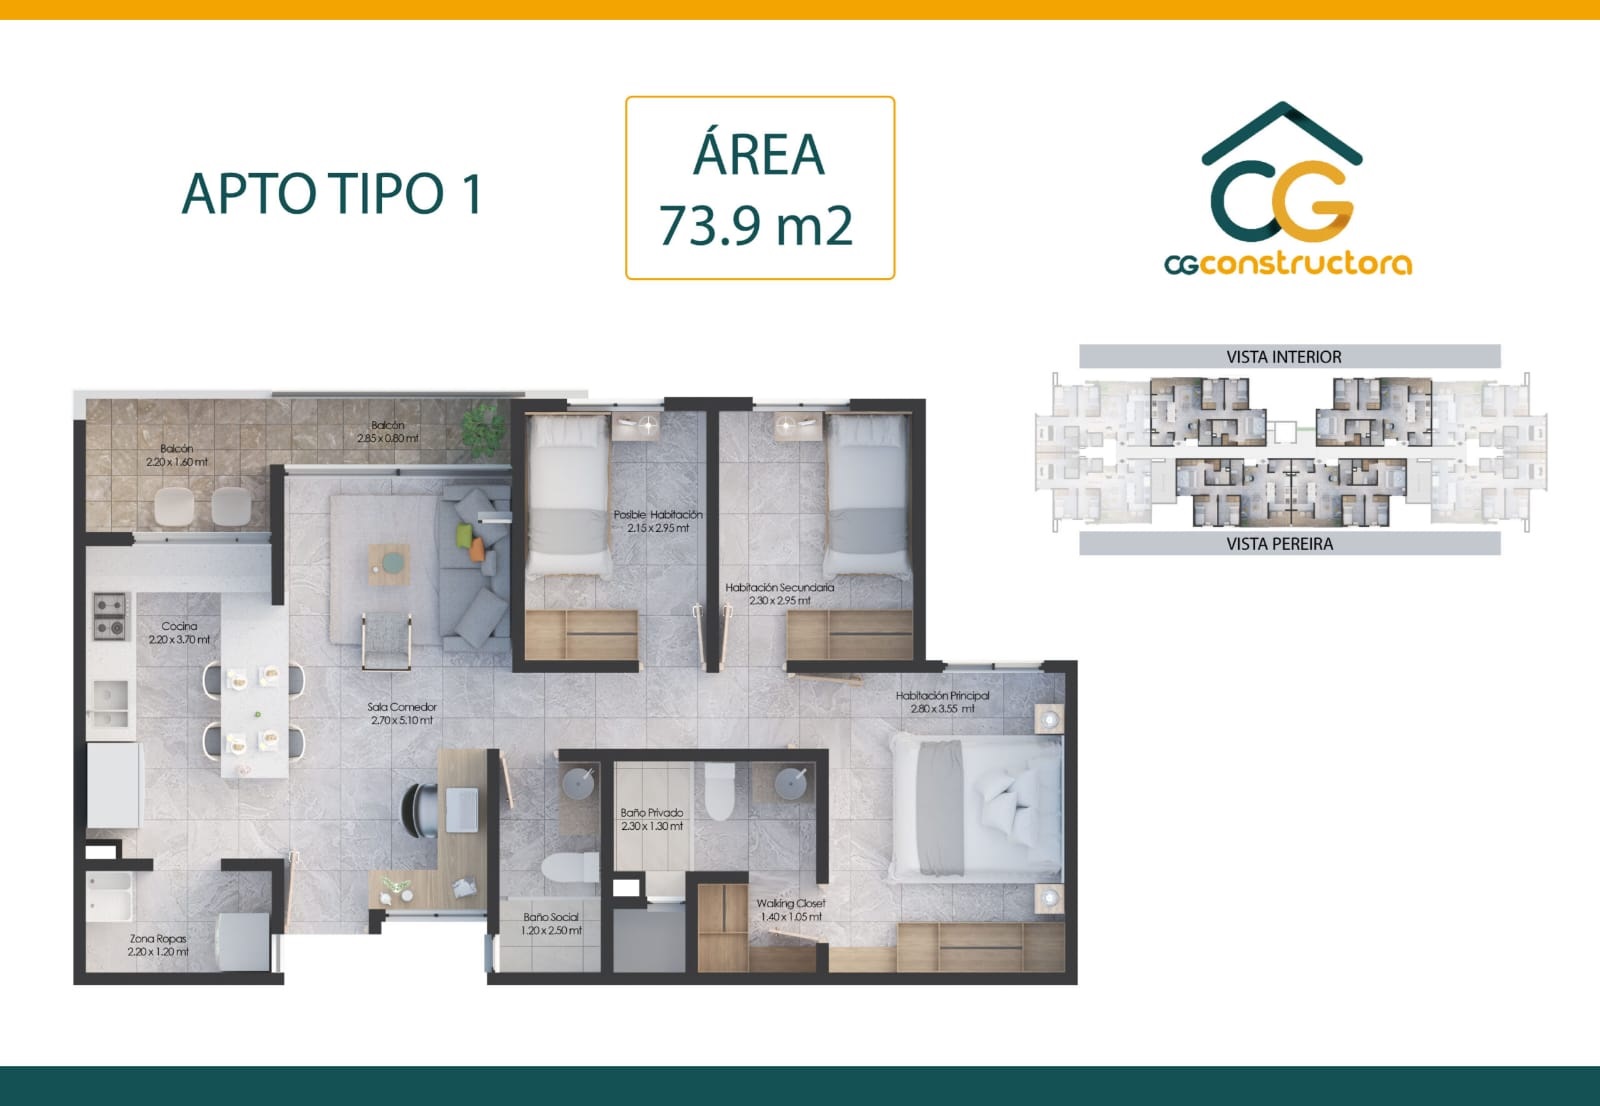 APTO TIPO 1
ÁREA
73.9 m2
CG
CGconstructora
VISTA INTERIOR
VISTA PEREIRA
Balcón
2.20 x 1.60 mt
Balcón
2.85 x 0.80 mt
Posible Habitación
2.15 x 2.95 mt
Habitación Secundaria
2.30 x 2.95 mt
Cocina
2.20 x 3.70 mt
Sala Comedor
2.70 x 5.10 mt
Habitación Principal
2.80 x 3.55 mt
Baño Privado
2.30 x 1.30 mt
Walking Closet
1.40 x 1.05 mt
Baño Social
1.20 x 2.50 mt
Zona Ropas
2.20 x 1.20 mt